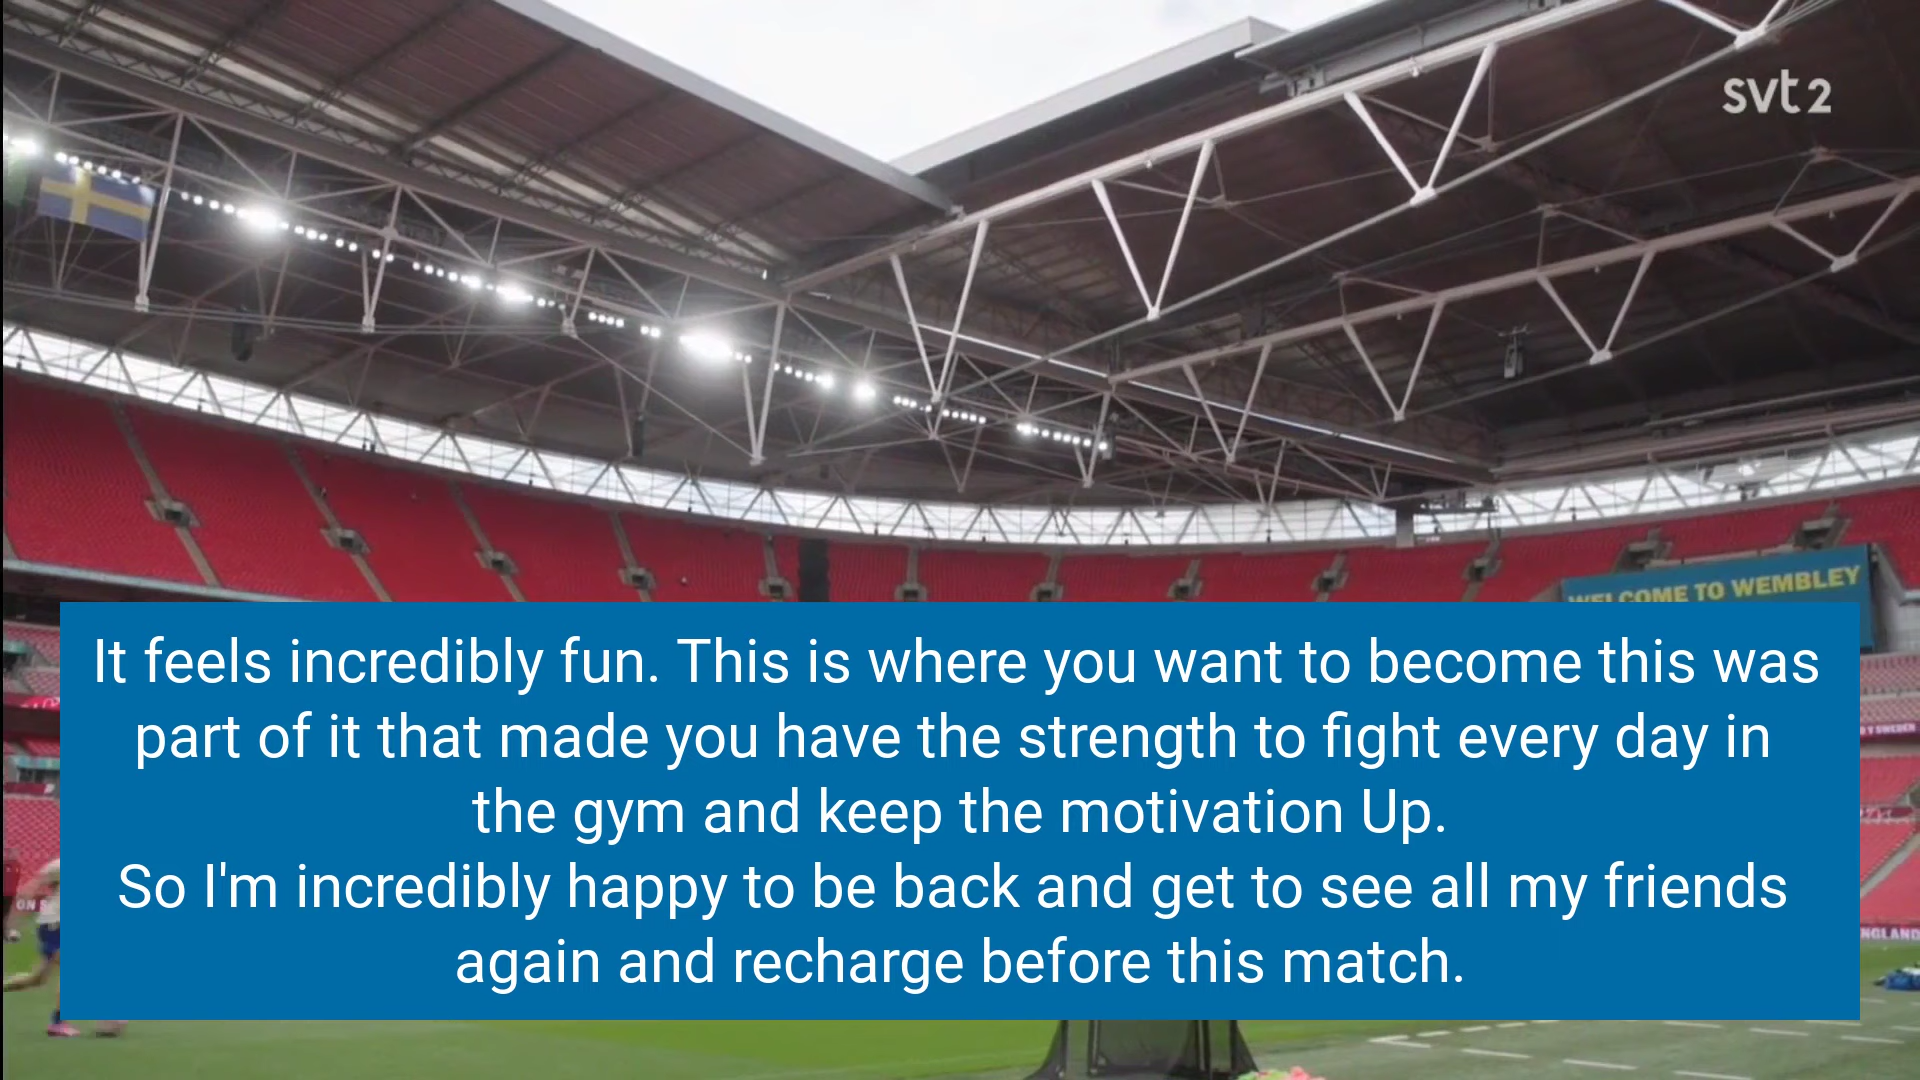 svt2
WELCOME TO WEMBLEY
It feels incredibly fun. This is where you want to become this was
part of it that made you have the strength to fight every day in
the gym and keep the motivation Up.
So I'm incredibly happy to be back and get to see all my friends
again and recharge before this match.